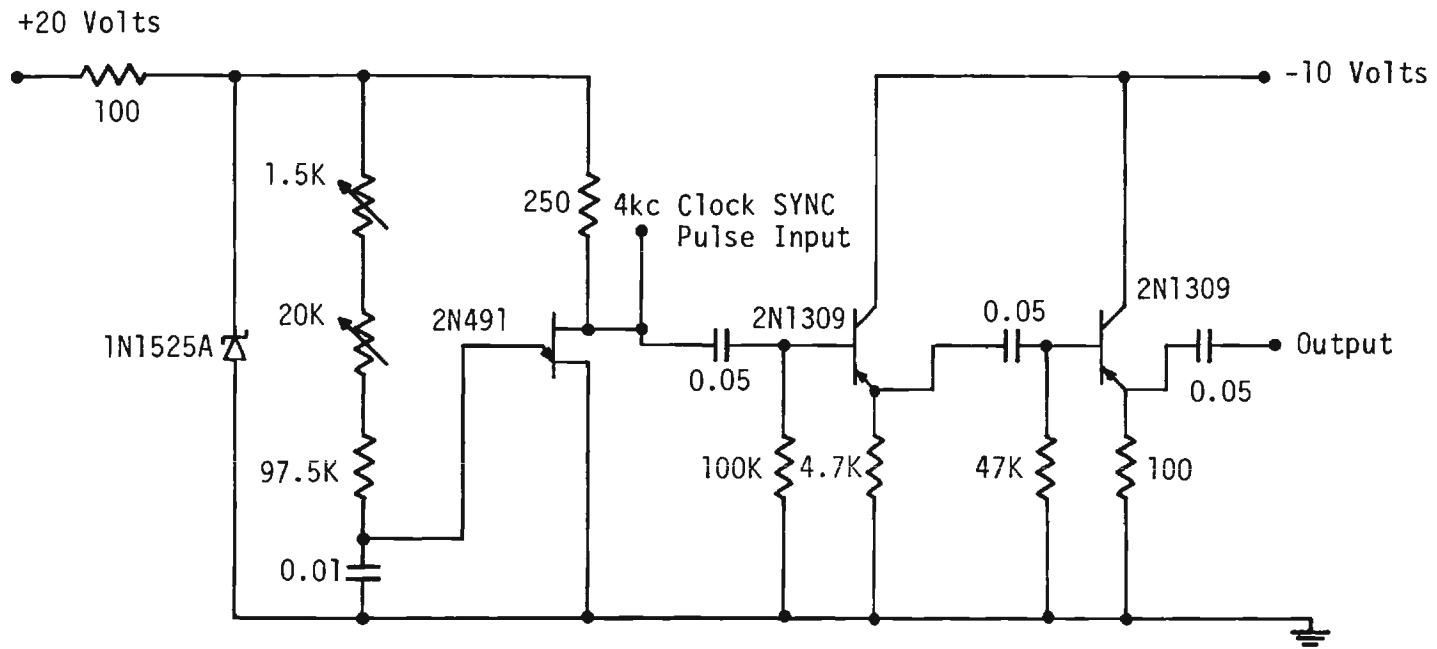 +20 Volts
100
-10 Volts
1.5K
250
4kc Clock SYNC
Pulse Input
20K
2N491
2N1309
0.05
2N1309
1N1525A
0.05
Output
0.05
97.5K
100K
4.7K
47K
100
0.01